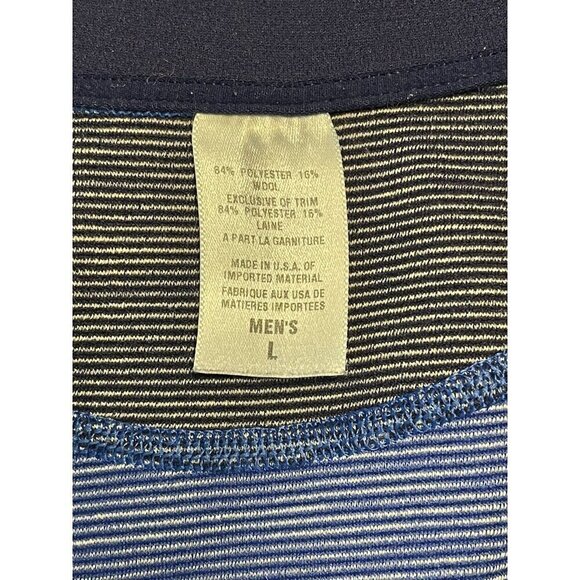 84% POLYESTER 16%
WOOL
EXCLUSIVE OF TRIM
84% POLYESTER 16%
LAINE
A PART LA GARNITURE
MADE IN U.S.A. OF
IMPORTED MATERIAL
FABRIQUE AUX USA DE
MATIERES IMPORTEES
MEN'S
L